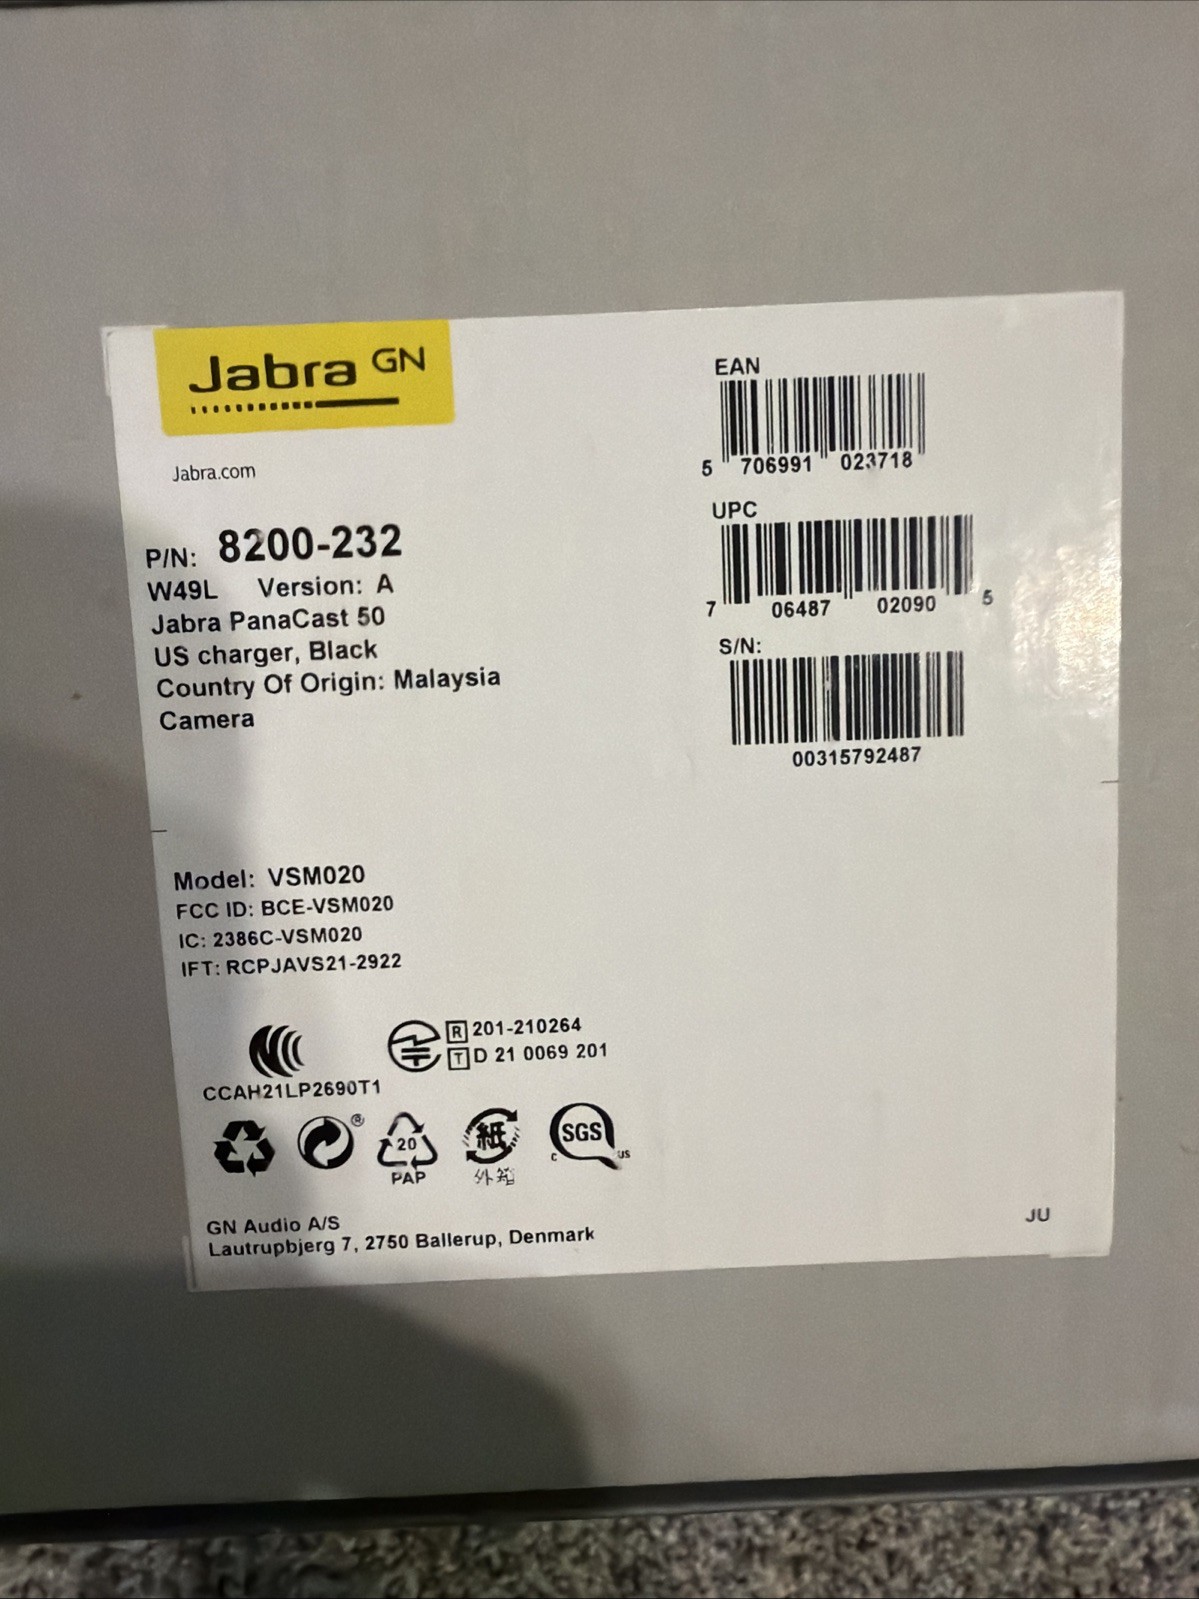 Jabra GN
Jabra.com
P/N: 8200-232
W49L Version: A
Jabra PanaCast 50
US charger, Black
Country Of Origin: Malaysia
Camera
EAN
5 706991 023718
UPC
7 06487 02090 5
S/N:
00315792487
Model: VSM020
FCC ID: BCE-VSM020
IC: 2386C-VSM020
IFT: RCPJAVS21-2922
R 201-210264
T D 21 0069 201
CCAH21LP2690T1
®
20
PAP
紙
外箱
SGS
C US
GN Audio A/S
Lautrupbjerg 7, 2750 Ballerup, Denmark
JU